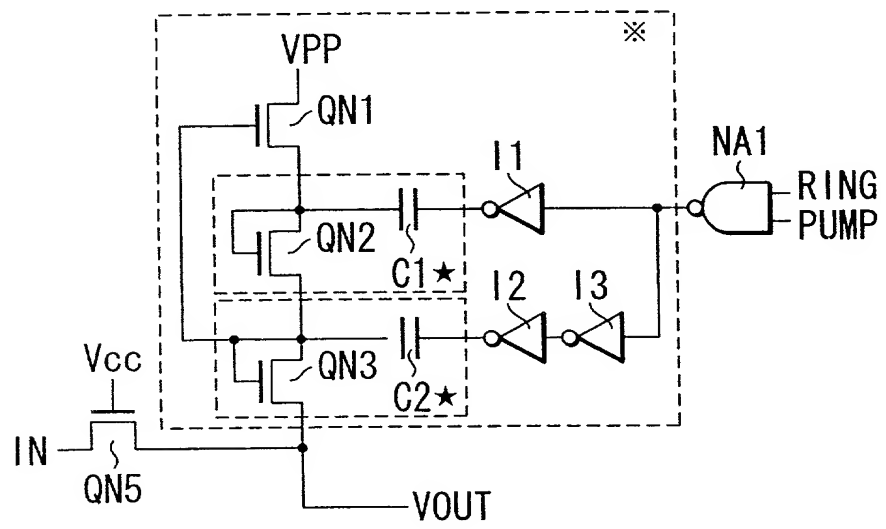 ※
VPP
QN1
I1
NA1
RING
PUMP
QN2
C1★
I2
I3
QN3
C2★
Vcc
IN
QN5
VOUT